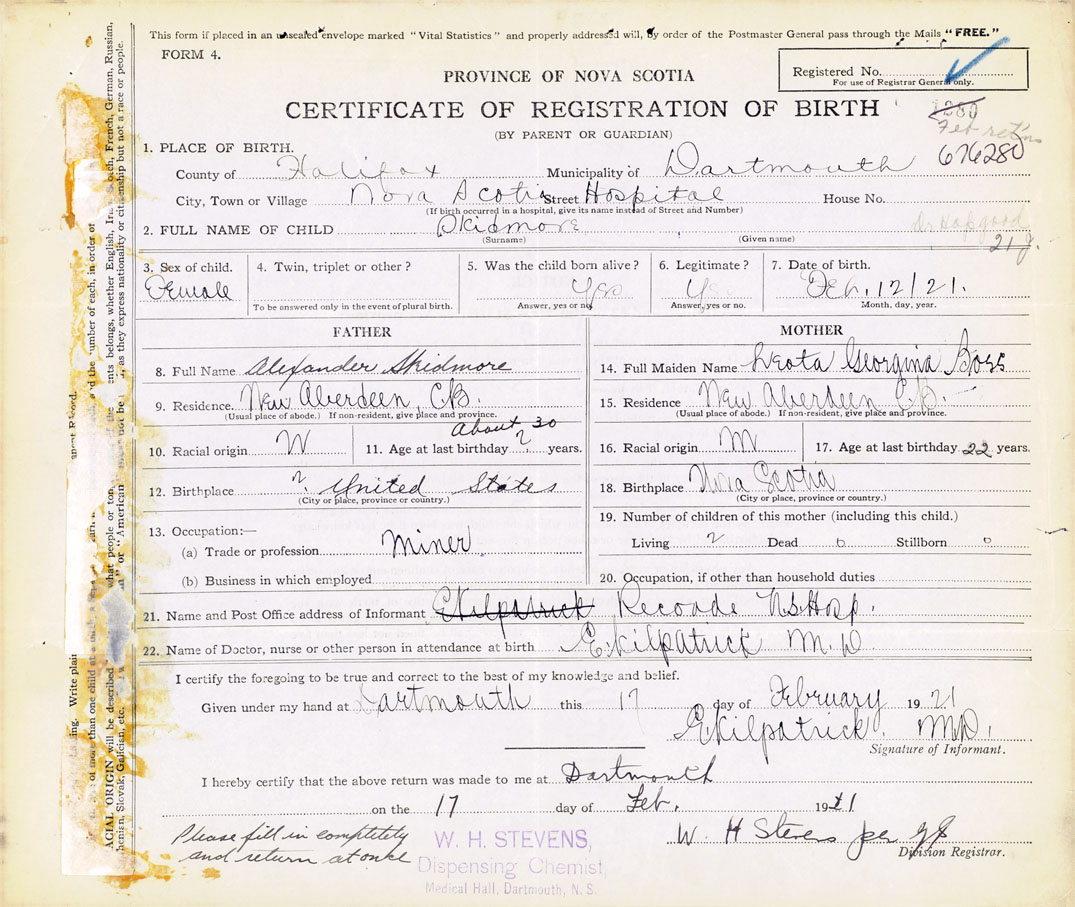 This form if placed in an unsealed envelope marked "Vital Statistics" and properly addressed will, by order of the Postmaster General pass through the Mails "FREE."
FORM 4.
PROVINCE OF NOVA SCOTIA
Registered No.
For use of Registrar General only.
CERTIFICATE OF REGISTRATION OF BIRTH
1280
(BY PARENT OR GUARDIAN)
Feb ret'ns
676280
1. PLACE OF BIRTH.
County of Halifax Municipality of Dartmouth
City, Town or Village Nova Scotia Street Hospital House No.
(If birth occurred in a hospital, give its name instead of Street and Number)
2. FULL NAME OF CHILD Skidmore
(Surname) (Given name)
21
3. Sex of child. 4. Twin, triplet or other? 5. Was the child born alive? 6. Legitimate? 7. Date of birth.
Female Yes Yes Feb. 12/21.
To be answered only in the event of plural birth. Answer, yes or no. Answer, yes or no. Month, day, year.
FATHER
8. Full Name Alexander Skidmore
9. Residence. New Aberdeen, C.B.
(Usual place of abode.) If non-resident, give place and province.
10. Racial origin W 11. Age at last birthday About 30 ? years.
12. Birthplace ? United States
(City or place, province or country.)
13. Occupation:—
(a) Trade or profession Miner
(b) Business in which employed
MOTHER
14. Full Maiden Name Leota Georgina Boss
15. Residence New Aberdeen C.B.
(Usual place of abode.) If non-resident, give place and province.
16. Racial origin W 17. Age at last birthday 22 years.
18. Birthplace Nova Scotia
(City or place, province or country.)
19. Number of children of this mother (including this child.)
Living 2 Dead 0 Stillborn 0
20. Occupation, if other than household duties
21. Name and Post Office address of Informant E Kilpatrick Records N.S. Hosp.
22. Name of Doctor, nurse or other person in attendance at birth E. Kilpatrick M.D.
I certify the foregoing to be true and correct to the best of my knowledge and belief.
Given under my hand at Dartmouth this 17 day of February 1921
E Kilpatrick M.D.
Signature of Informant.
I hereby certify that the above return was made to me at Dartmouth
on the 17 day of Feb. 1921
W. H Stevens per
Division Registrar.
Please fill in completely
and return at once
W. H. STEVENS,
Dispensing Chemist,
Medical Hall, Dartmouth, N. S.